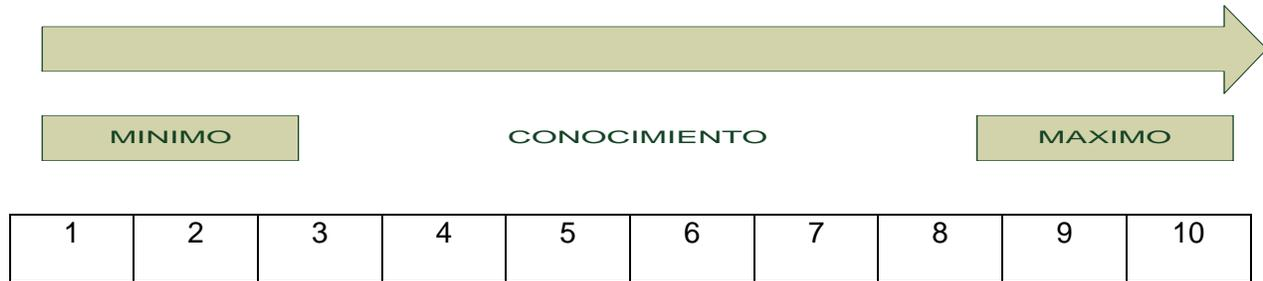 MINIMO CONOCIMIENTO MAXIMO
1 2 3 4 5 6 7 8 9 10